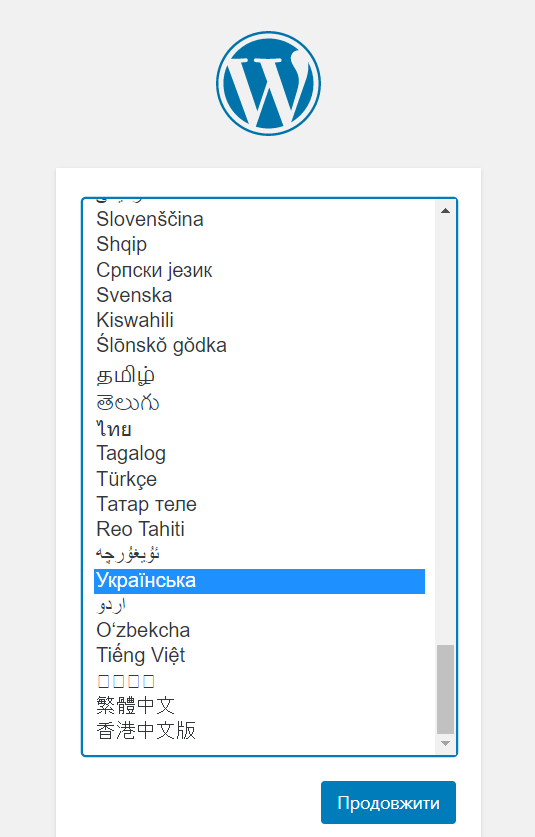 Slovenščina
Shqip
Српски језик
Svenska
Kiswahili
Ślōnskŏ gŏdka
தமிழ்
తెలుగు
ไทย
Tagalog
Türkçe
Татар теле
Reo Tahiti
ئۇيغۇرچە
Українська
اردو
O‘zbekcha
Tiếng Việt
繁體中文
香港中文版
Продовжити